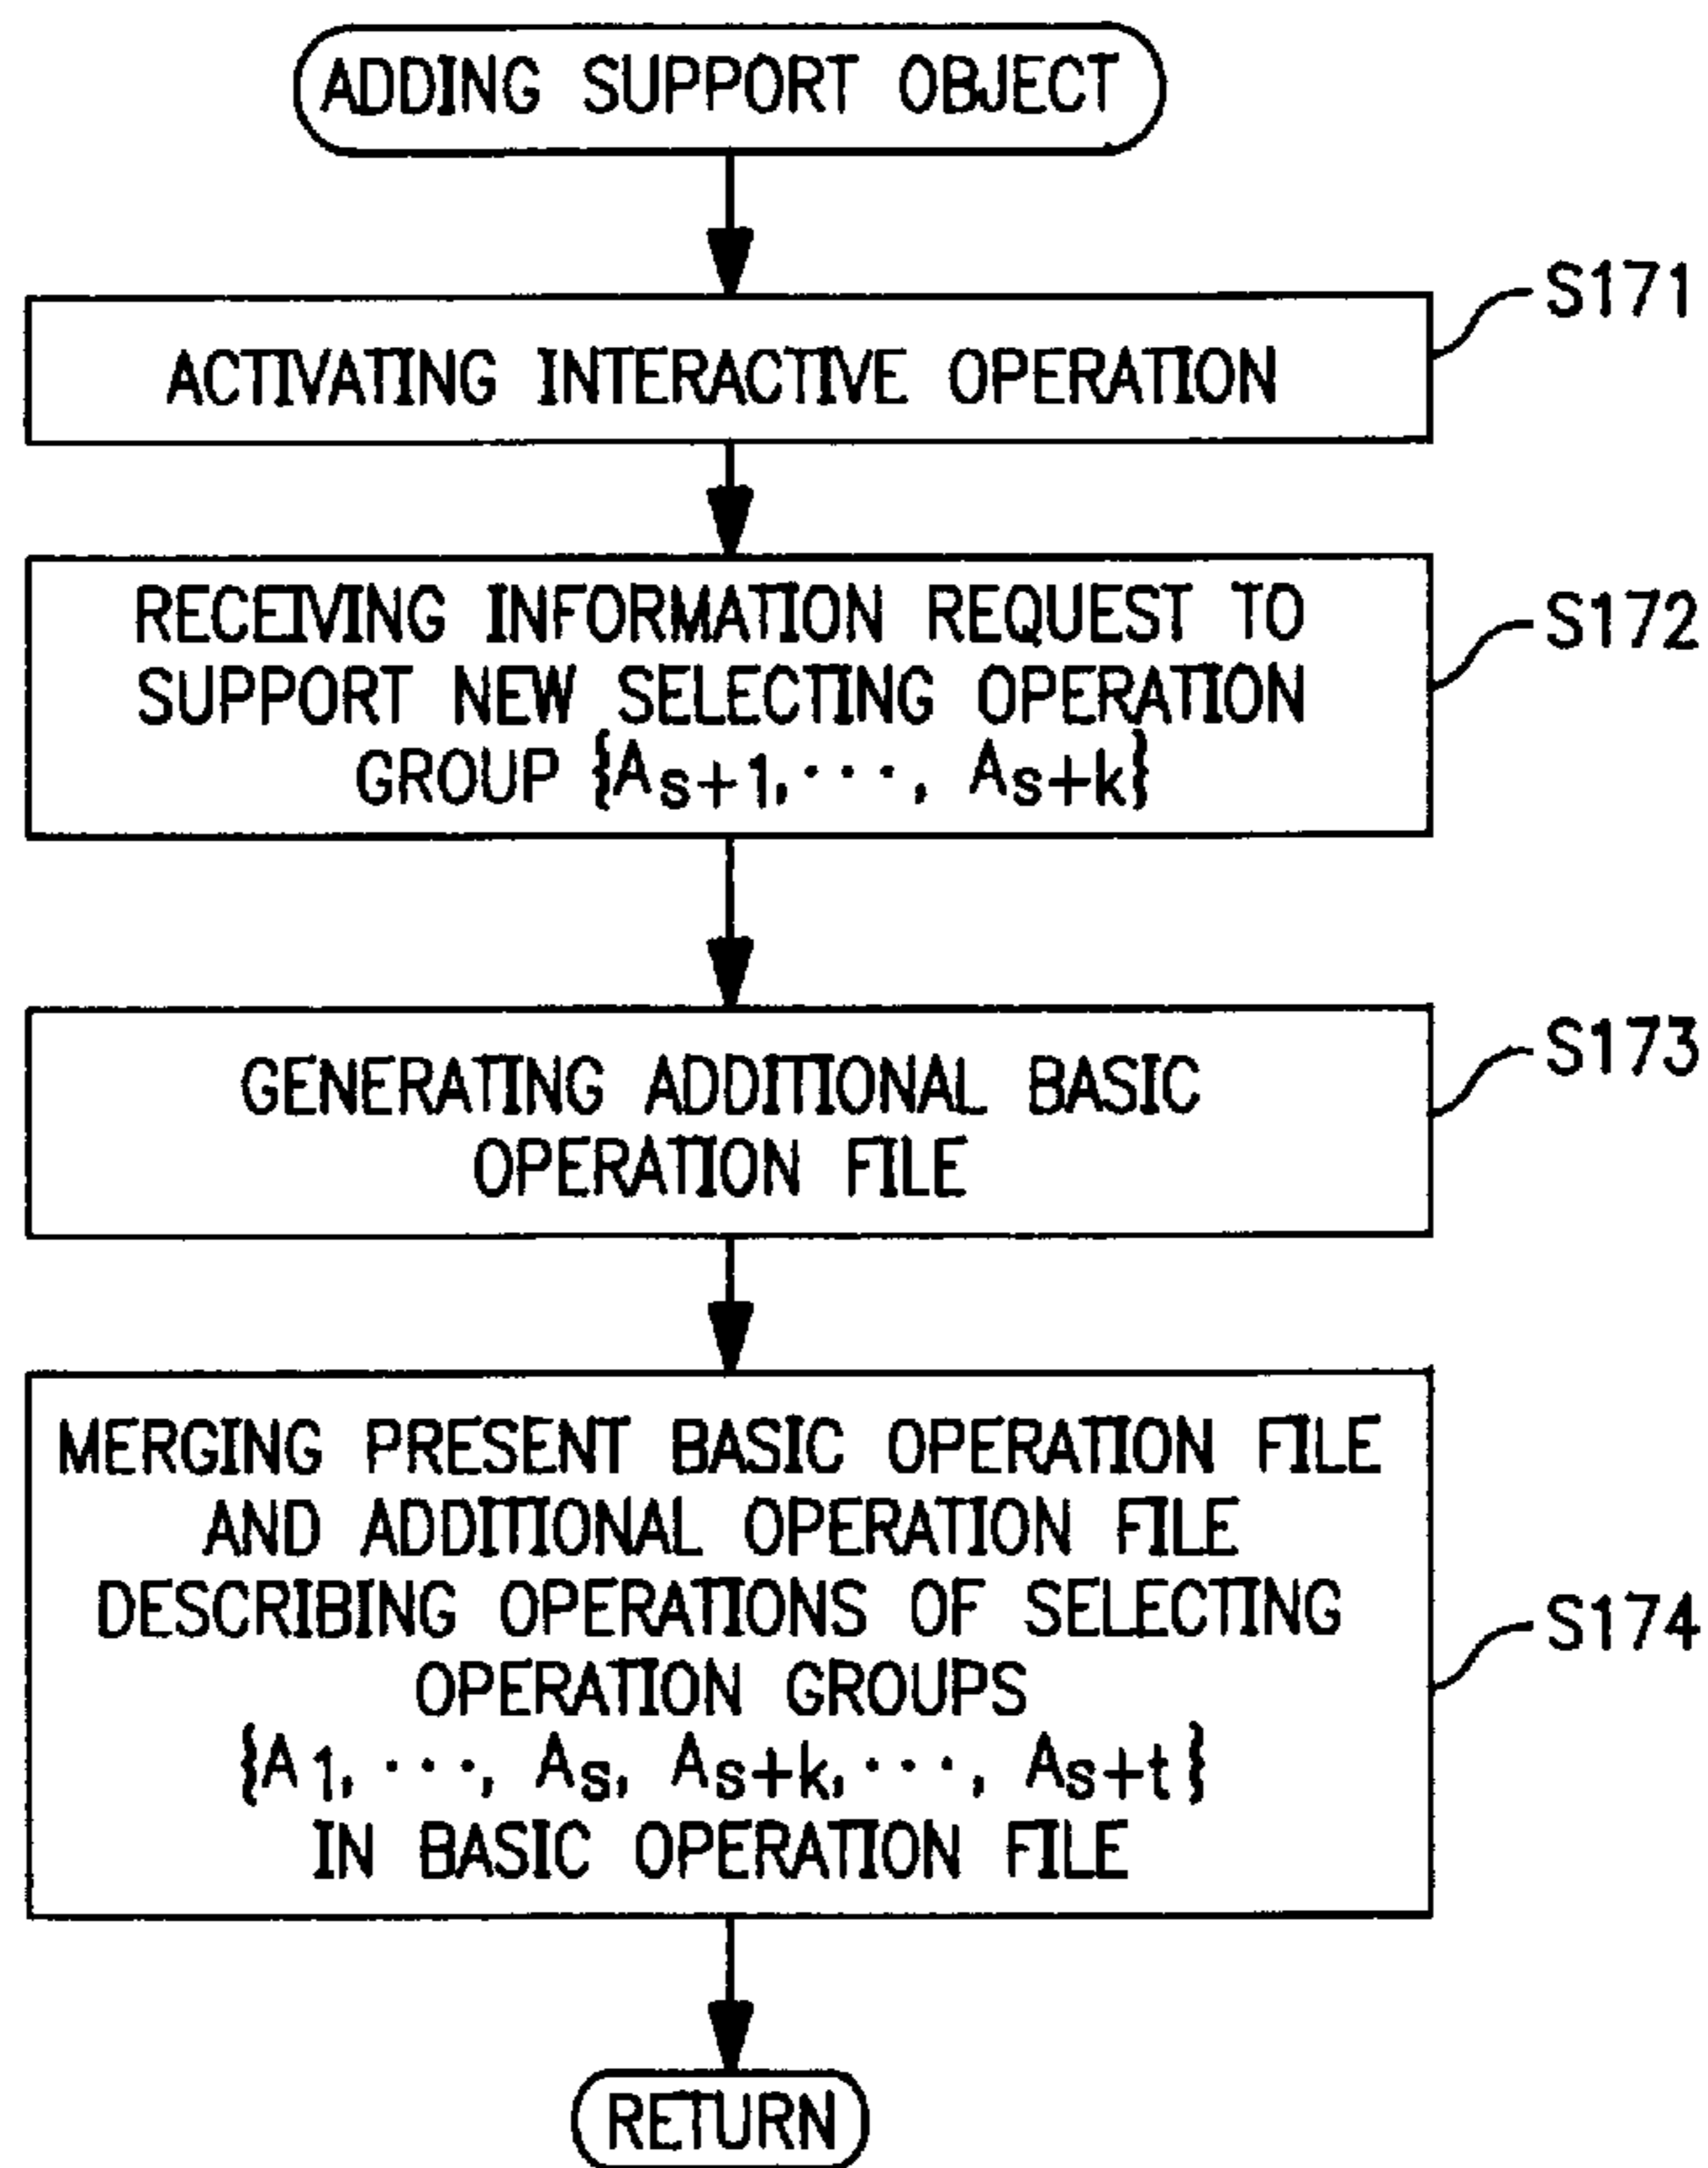 ADDING SUPPORT OBJECT
ACTIVATING INTERACTIVE OPERATION
S171
RECEIVING INFORMATION REQUEST TO
SUPPORT NEW SELECTING OPERATION
GROUP {As+1, ···, As+k}
S172
GENERATING ADDITIONAL BASIC
OPERATION FILE
S173
MERGING PRESENT BASIC OPERATION FILE
AND ADDITIONAL OPERATION FILE
DESCRIBING OPERATIONS OF SELECTING
OPERATION GROUPS
{A1, ···, As, As+k, ···, As+t}
IN BASIC OPERATION FILE
S174
RETURN